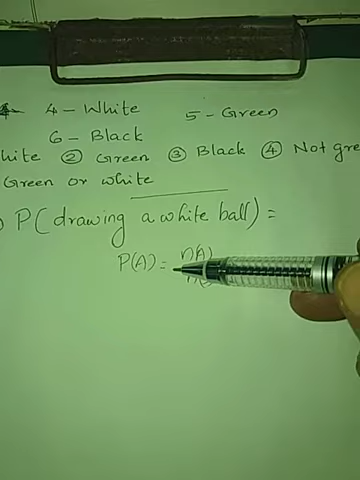 4 - White 5 - Green
6 - Black
hite ② Green ③ Black ④ Not gre
Green or white
) P(drawing a white ball) =
P(A) = n(A)